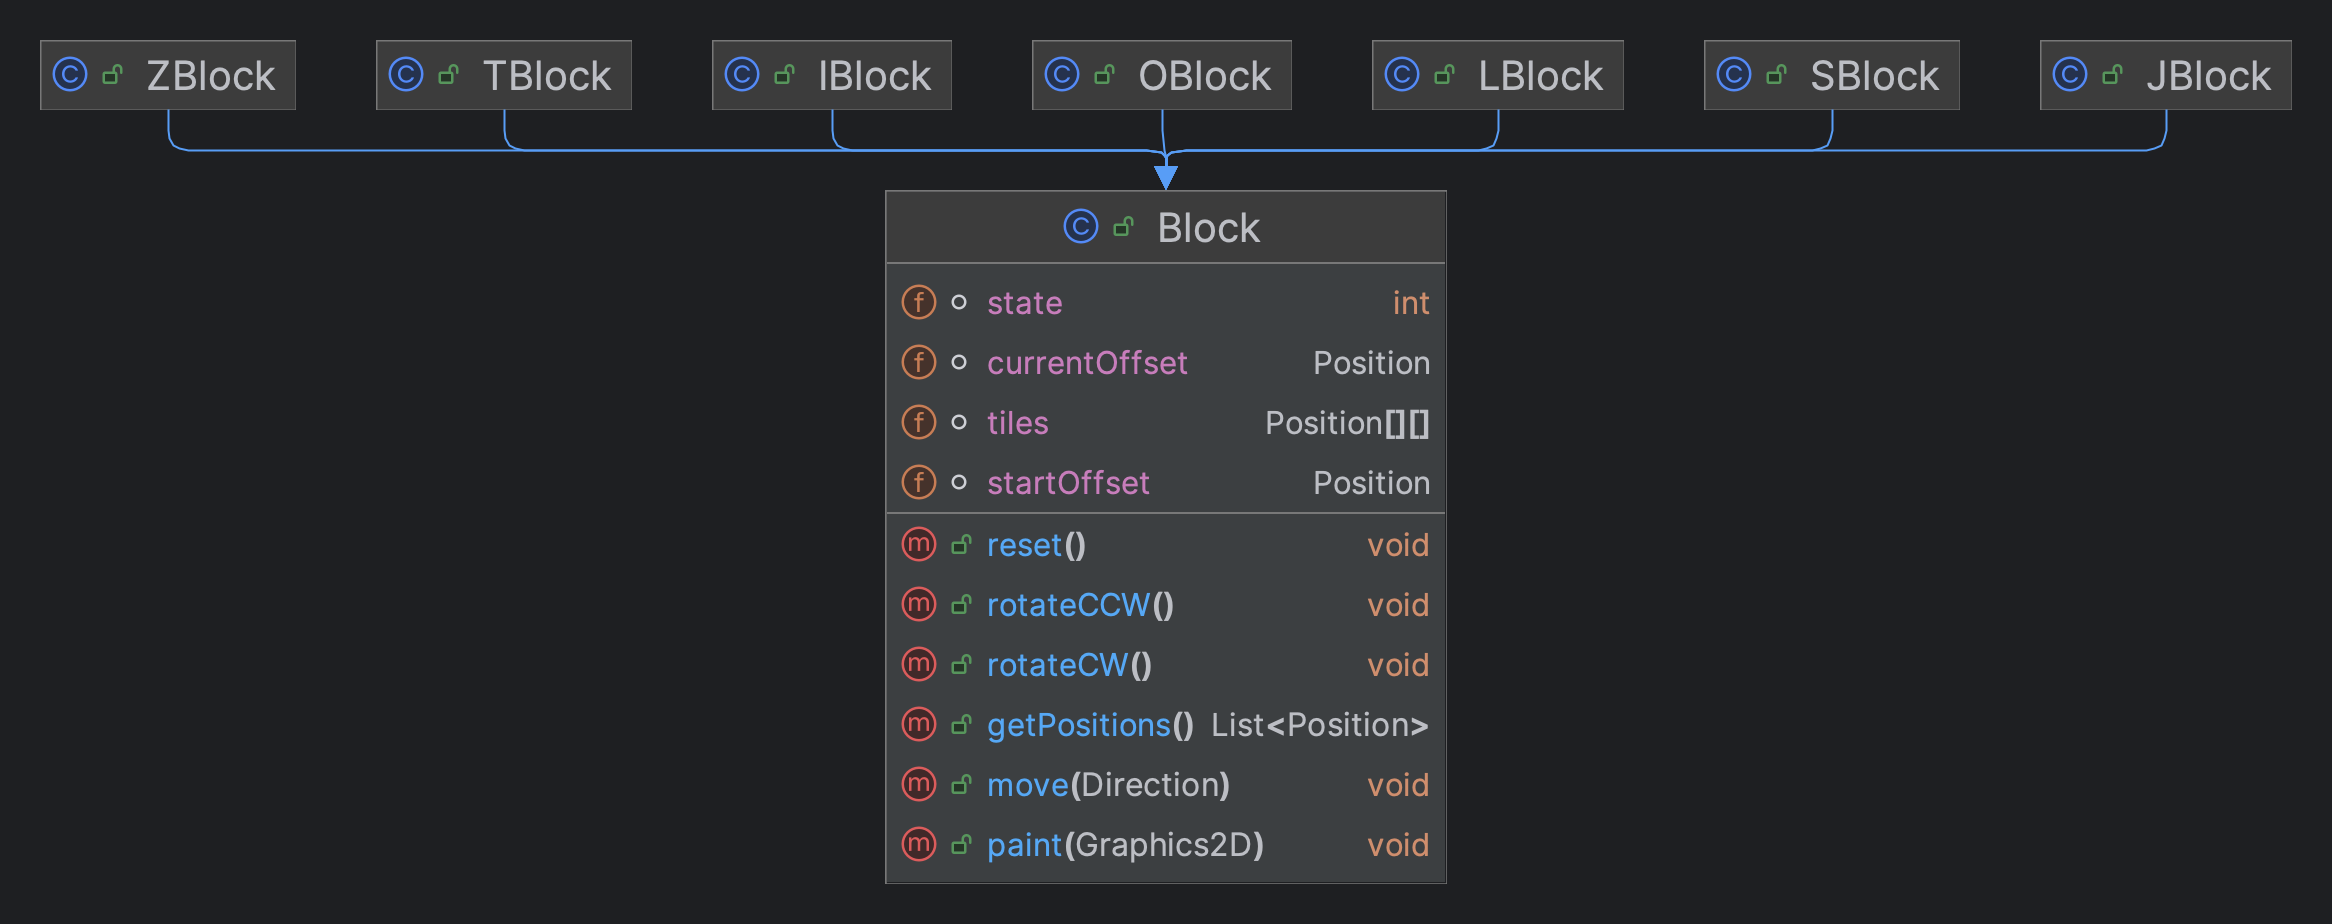 C ZBlock
C TBlock
C IBlock
C OBlock
C LBlock
C SBlock
C JBlock
C Block
f state int
f currentOffset Position
f tiles Position[][]
f startOffset Position
m reset() void
m rotateCCW() void
m rotateCW() void
m getPositions() List<Position>
m move(Direction) void
m paint(Graphics2D) void